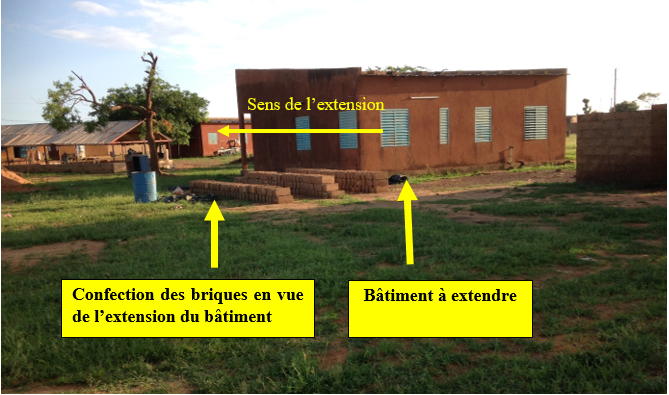 Sens de l'extension
Confection des briques en vue
de l'extension du bâtiment
Bâtiment à extendre